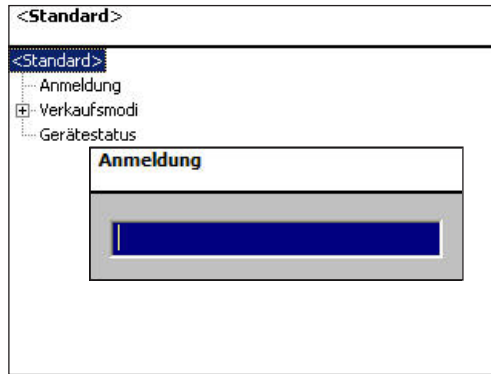 <Standard>
<Standard>
Anmeldung
Verkaufsmodi
Gerätestatus
Anmeldung